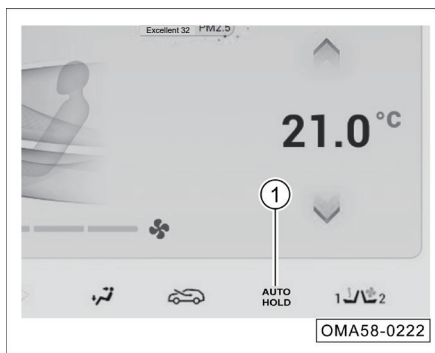 Excellent 32 PM2.5
21.0°C
1
AUTO
HOLD
1 2
OMA58-0222